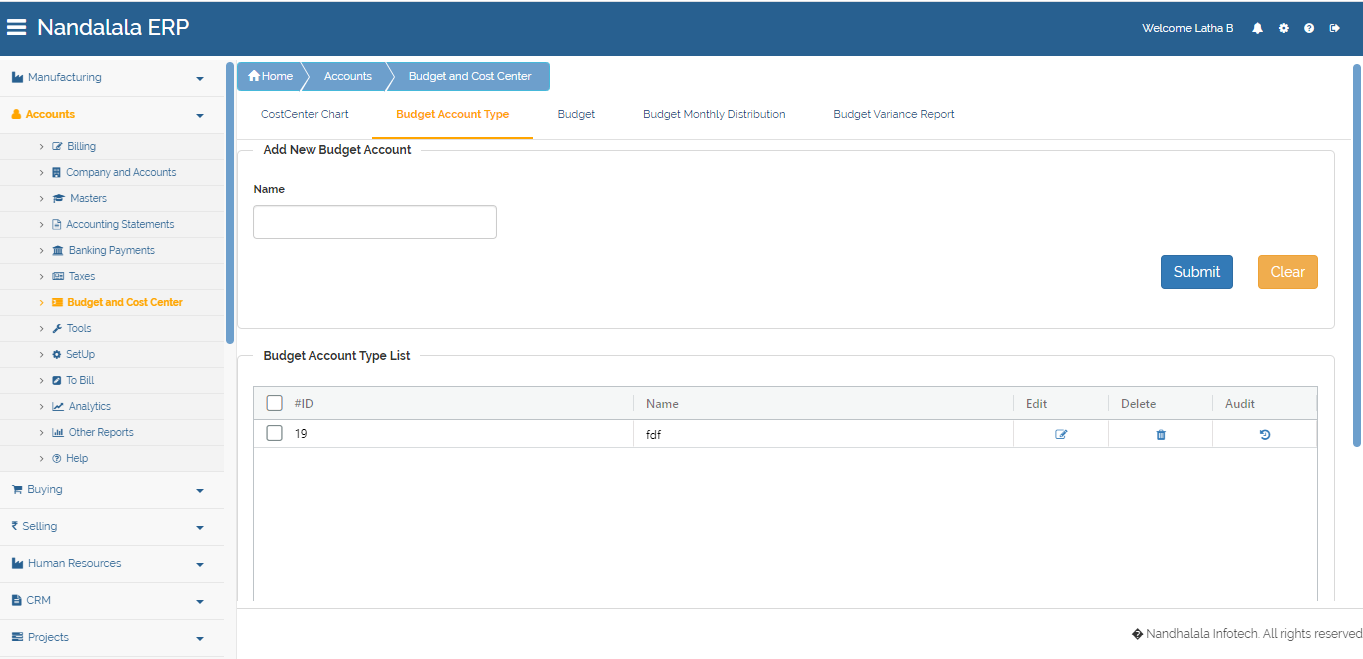 Nandalala ERP
Welcome Latha B
Manufacturing
Accounts
Billing
Company and Accounts
Masters
Accounting Statements
Banking Payments
Taxes
Budget and Cost Center
Tools
SetUp
To Bill
Analytics
Other Reports
Help
Buying
Selling
Human Resources
CRM
Projects
Home Accounts Budget and Cost Center
CostCenter Chart Budget Account Type Budget Budget Monthly Distribution Budget Variance Report
Add New Budget Account
Name
Submit Clear
Budget Account Type List
#ID Name Edit Delete Audit
19 fdf
� Nandhalala Infotech. All rights reserved